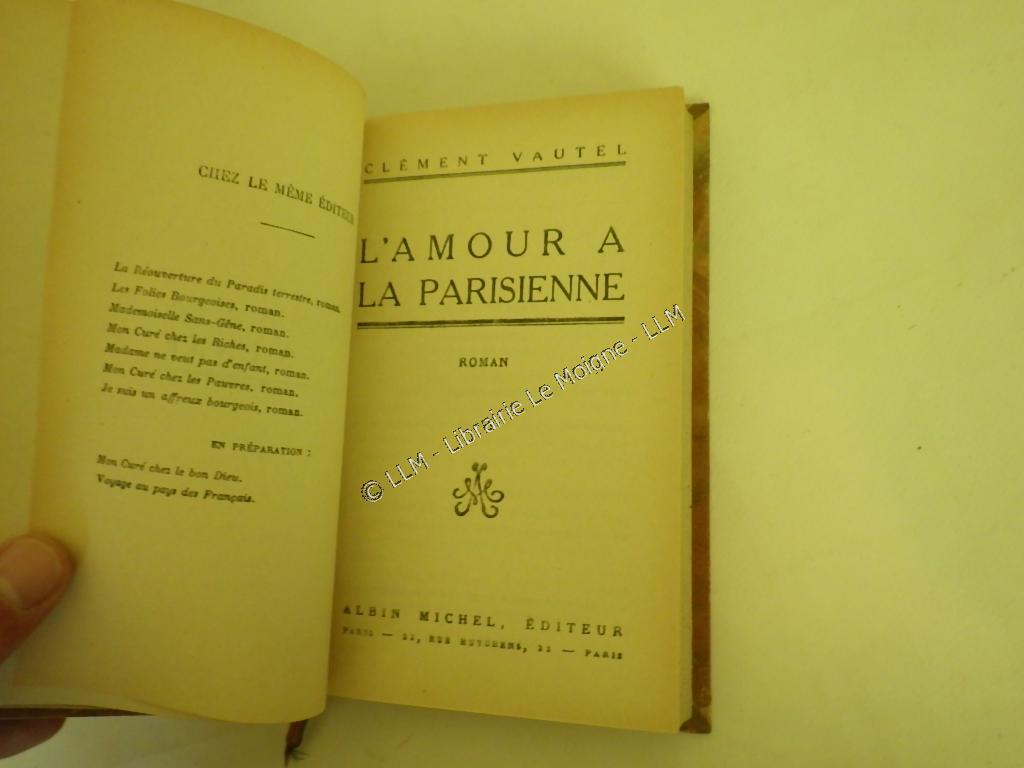 CHEZ LE MÊME ÉDITEUR
La Réouverture du Paradis terrestre, roman.
Les Folies Bourgeoises, roman.
Mademoiselle Sans-Gêne, roman.
Mon Curé chez les Riches, roman.
Madame ne veut pas d'enfant, roman.
Mon Curé chez les Pauvres, roman.
Je suis un affreux bourgeois, roman.
EN PRÉPARATION :
Mon Curé chez le bon Dieu.
Voyage au pays des Français.
CLÉMENT VAUTEL
L'AMOUR A
LA PARISIENNE
ROMAN
ALBIN MICHEL, ÉDITEUR
PARIS — 22, RUE HUYGHENS, 22 — PARIS
© LLM - Librairie Le Moigne - LLM